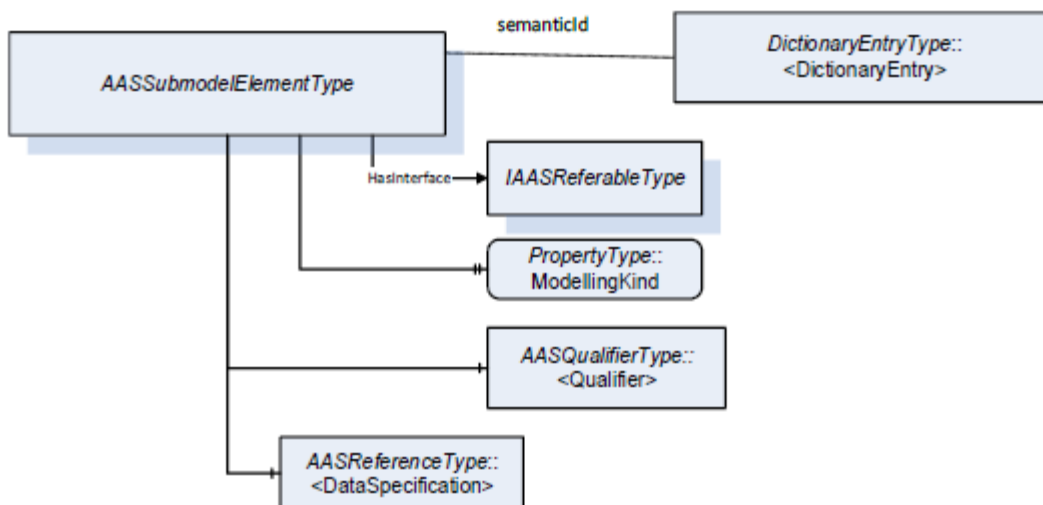 semanticId
AASSubmodelElementType
DictionaryEntryType::
<DictionaryEntry>
HasInterface
IAASReferableType
PropertyType::
ModellingKind
AASQualifierType::
<Qualifier>
AASReferenceType::
<DataSpecification>